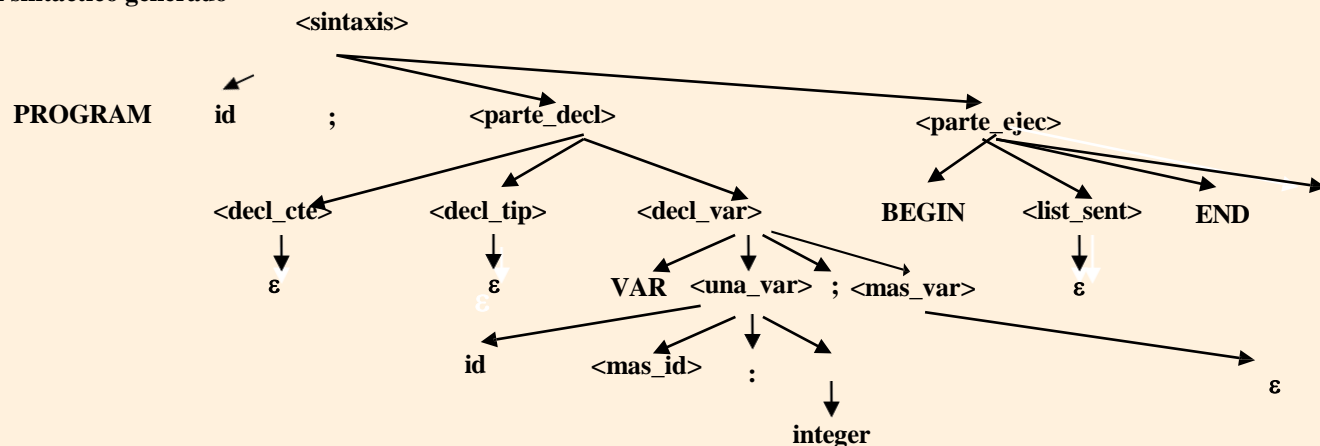 sintáctico generado
<sintaxis>
PROGRAM id ; <parte_decl> <parte_ejec>
<decl_cte> <decl_tip> <decl_var> BEGIN <list_sent> END
ε ε VAR <una_var> ; <mas_var> ε
ε
id <mas_id> : ε
integer